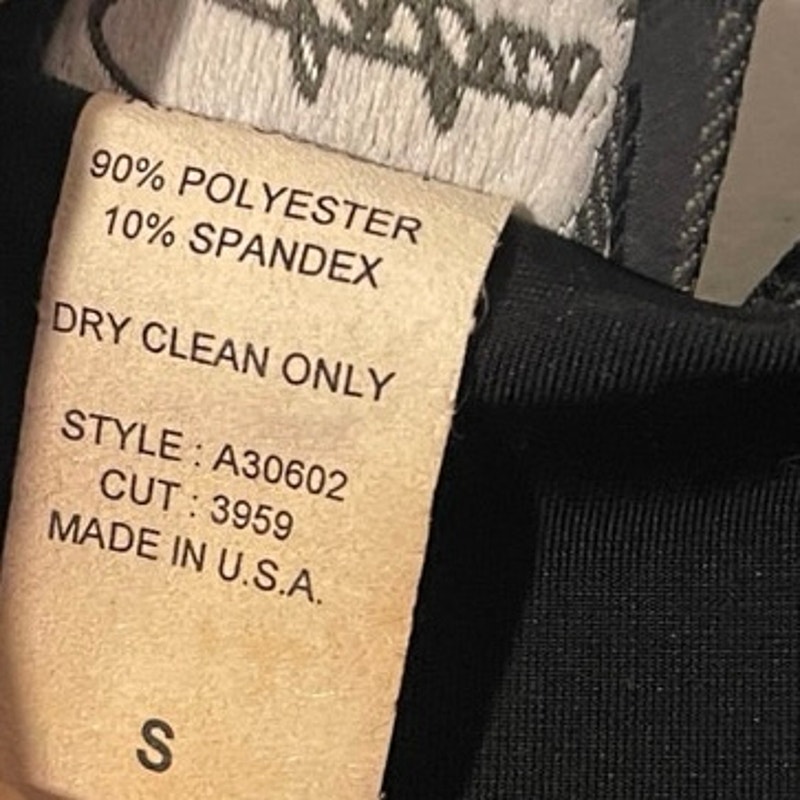 90% POLYESTER
10% SPANDEX
DRY CLEAN ONLY
STYLE : A30602
CUT : 3959
MADE IN U.S.A.
S